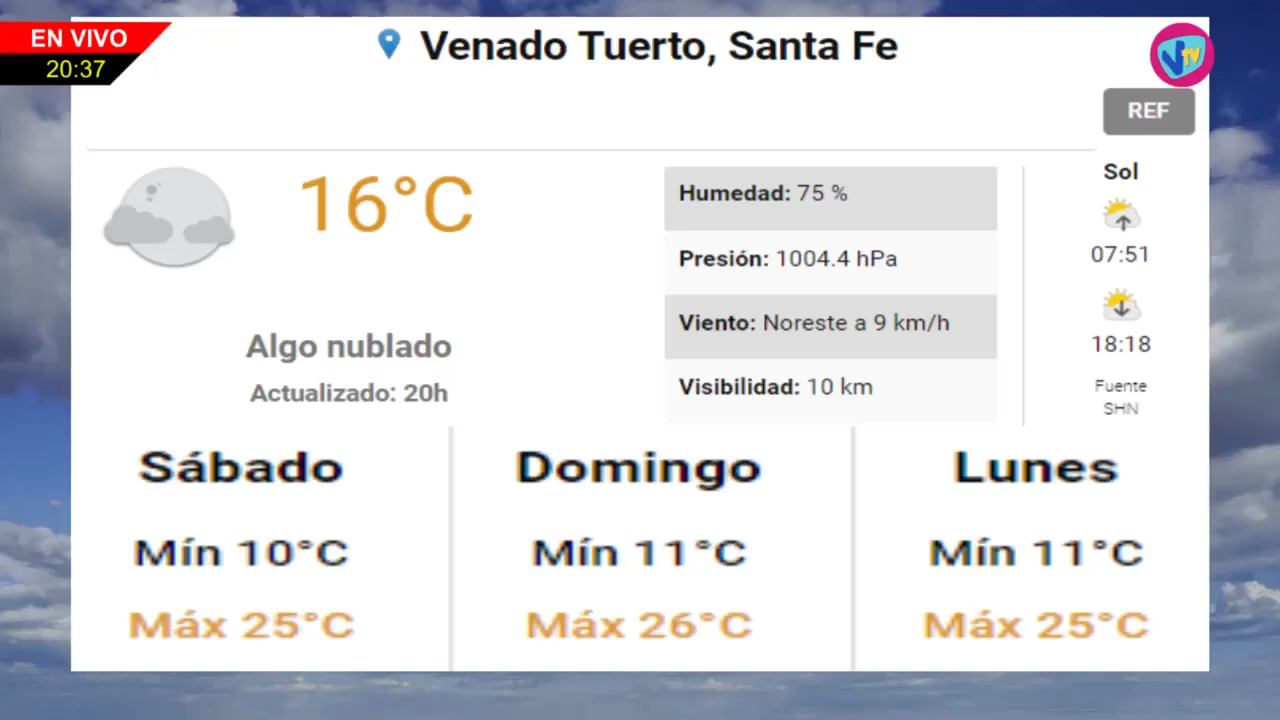 EN VIVO
20:37
Venado Tuerto, Santa Fe
VTV
REF
16°C
Algo nublado
Actualizado: 20h
Humedad: 75 %
Presión: 1004.4 hPa
Viento: Noreste a 9 km/h
Visibilidad: 10 km
Sol
07:51
18:18
Fuente
SHN
Sábado
Mín 10°C
Máx 25°C
Domingo
Mín 11°C
Máx 26°C
Lunes
Mín 11°C
Máx 25°C